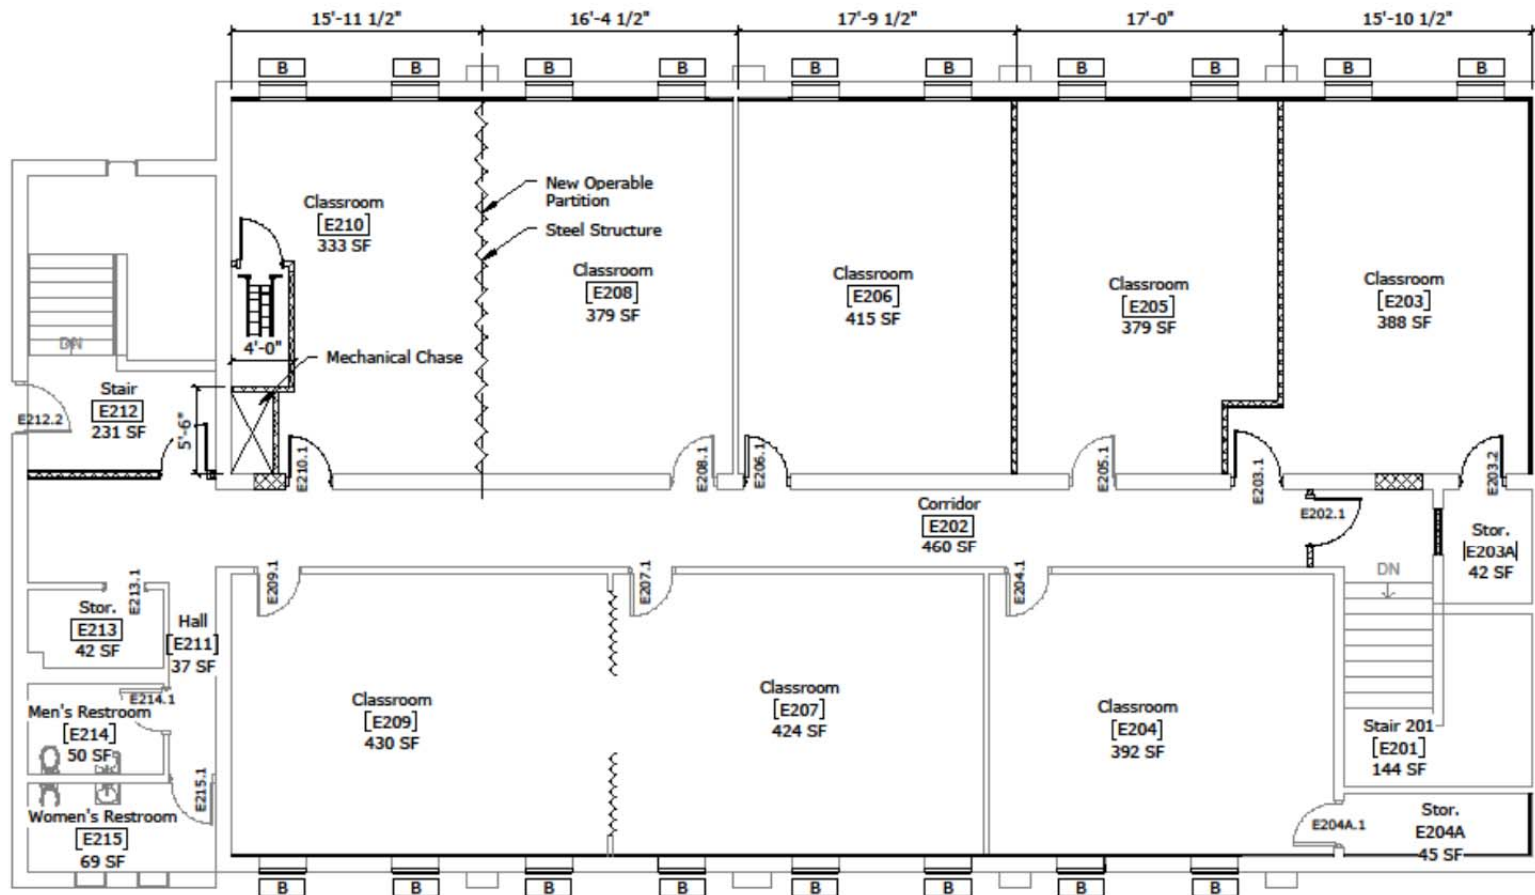 15'-11 1/2" 16'-4 1/2" 17'-9 1/2" 17'-0" 15'-10 1/2"
B B B B B B B B B B
New Operable
Partition
Steel Structure
Classroom
E210
333 SF
Classroom
E208
379 SF
Classroom
E206
415 SF
Classroom
E205
379 SF
Classroom
E203
388 SF
DN
4'-0"
Mechanical Chase
Stair
E212
231 SF
E212.2
5'-6"
E210.1
E208.1
E206.1
E205.1
E203.1
E203.2
Corridor
E202
460 SF
E202.1
Stor.
E203A
42 SF
DN
E213.1
E209.1
E207.1
E204.1
Stor.
E213
42 SF
Hall
E211
37 SF
E214.1
Men's Restroom
E214
50 SF
E215.1
Women's Restroom
E215
69 SF
Classroom
E209
430 SF
Classroom
E207
424 SF
Classroom
E204
392 SF
Stair 201
E201
144 SF
E204A.1
Stor.
E204A
45 SF
B B B B B B B B